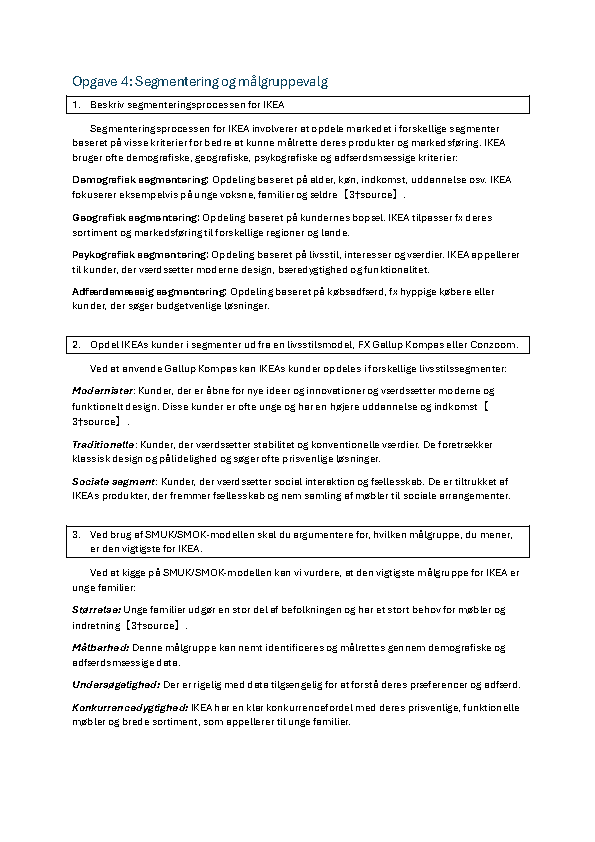 Opgave 4: Segmentering og målgruppevalg
1. Beskriv segmenteringsprocessen for IKEA
Segmenteringsprocessen for IKEA involverer at opdele markedet i forskellige segmenter
baseret på visse kriterier for bedre at kunne målrette deres produkter og markedsføring. IKEA
bruger ofte demografiske, geografiske, psykografiske og adfærdsmæssige kriterier:
Demografisk segmentering: Opdeling baseret på alder, køn, indkomst, uddannelse osv. IKEA
fokuserer eksempelvis på unge voksne, familier og ældre【3†source】.
Geografisk segmentering: Opdeling baseret på kundernes bopæl. IKEA tilpasser fx deres
sortiment og markedsføring til forskellige regioner og lande.
Psykografisk segmentering: Opdeling baseret på livsstil, interesser og værdier. IKEA appellerer
til kunder, der værdsætter moderne design, bæredygtighed og funktionalitet.
Adfærdsmæssig segmentering: Opdeling baseret på købsadfærd, fx hyppige købere eller
kunder, der søger budgetvenlige løsninger.
2. Opdel IKEAs kunder i segmenter ud fra en livsstilsmodel, FX Gallup Kompas eller Conzoom.
Ved at anvende Gallup Kompas kan IKEAs kunder opdeles i forskellige livsstilssegmenter:
Modernister: Kunder, der er åbne for nye ideer og innovationer og værdsætter moderne og
funktionelt design. Disse kunder er ofte unge og har en højere uddannelse og indkomst【
3†source】.
Traditionelle: Kunder, der værdsætter stabilitet og konventionelle værdier. De foretrækker
klassisk design og pålidelighed og søger ofte prisvenlige løsninger.
Sociale segment: Kunder, der værdsætter social interaktion og fællesskab. De er tiltrukket af
IKEAs produkter, der fremmer fællesskab og nem samling af møbler til sociale arrangementer.
3. Ved brug af SMUK/SMOK-modellen skal du argumentere for, hvilken målgruppe, du mener,
er den vigtigste for IKEA.
Ved at kigge på SMUK/SMOK-modellen kan vi vurdere, at den vigtigste målgruppe for IKEA er
unge familier:
Størrelse: Unge familier udgør en stor del af befolkningen og har et stort behov for møbler og
indretning【3†source】.
Målbarhed: Denne målgruppe kan nemt identificeres og målrettes gennem demografiske og
adfærdsmæssige data.
Undersøgelighed: Der er rigelig med data tilgængelig for at forstå deres præferencer og adfærd.
Konkurrencedygtighed: IKEA har en klar konkurrencefordel med deres prisvenlige, funktionelle
møbler og brede sortiment, som appellerer til unge familier.